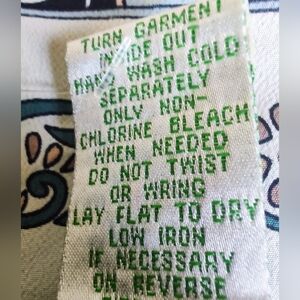 TURN GARMENT
INSIDE OUT
HAND WASH COLD
SEPARATELY
ONLY NON-
CHLORINE BLEACH
WHEN NEEDED
DO NOT TWIST
OR WRING
LAY FLAT TO DRY
LOW IRON
IF NECESSARY
ON REVERSE